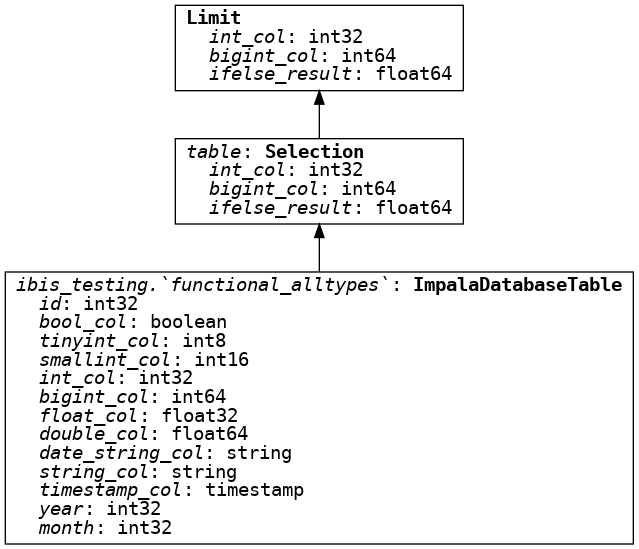 Limit
int_col: int32
bigint_col: int64
ifelse_result: float64
table: Selection
int_col: int32
bigint_col: int64
ifelse_result: float64
ibis_testing.`functional_alltypes`: ImpalaDatabaseTable
id: int32
bool_col: boolean
tinyint_col: int8
smallint_col: int16
int_col: int32
bigint_col: int64
float_col: float32
double_col: float64
date_string_col: string
string_col: string
timestamp_col: timestamp
year: int32
month: int32